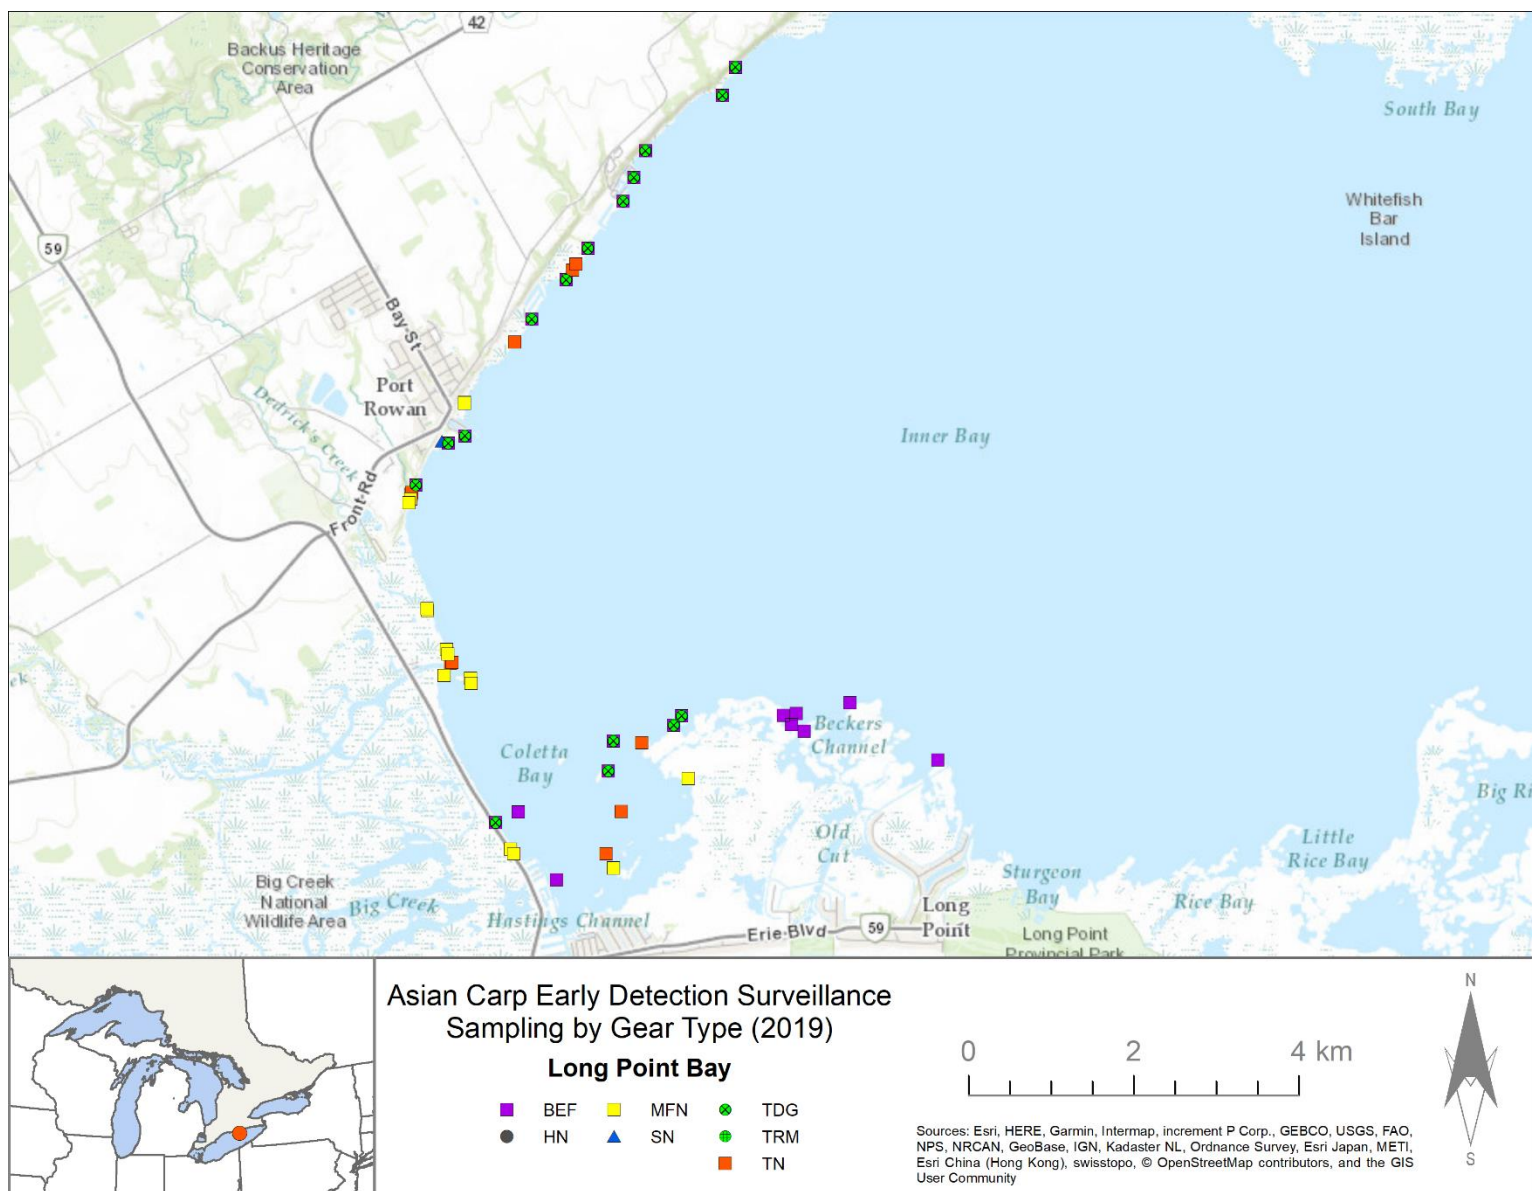 42
Backus Heritage
Conservation
Area
South Bay
Whitefish
Bar
Island
59
Bay St
Port
Rowan
Dedrick's Creek
Inner Bay
Front Rd
ek
Beckers
Channel
Coletta
Bay
Big Ri
Old
Cut
Little
Rice Bay
Sturgeon
Bay
Rice Bay
Big Creek
National
Wildlife Area
Big Creek
Hastings Channel
Long
Point
Erie Blvd
59
Long Point
Provincial Park
Asian Carp Early Detection Surveillance
Sampling by Gear Type (2019)
Long Point Bay
BEF MFN TDG
HN SN TRM
TN
0 2 4 km
N
S
Sources: Esri, HERE, Garmin, Intermap, increment P Corp., GEBCO, USGS, FAO,
NPS, NRCAN, GeoBase, IGN, Kadaster NL, Ordnance Survey, Esri Japan, METI,
Esri China (Hong Kong), swisstopo, © OpenStreetMap contributors, and the GIS
User Community